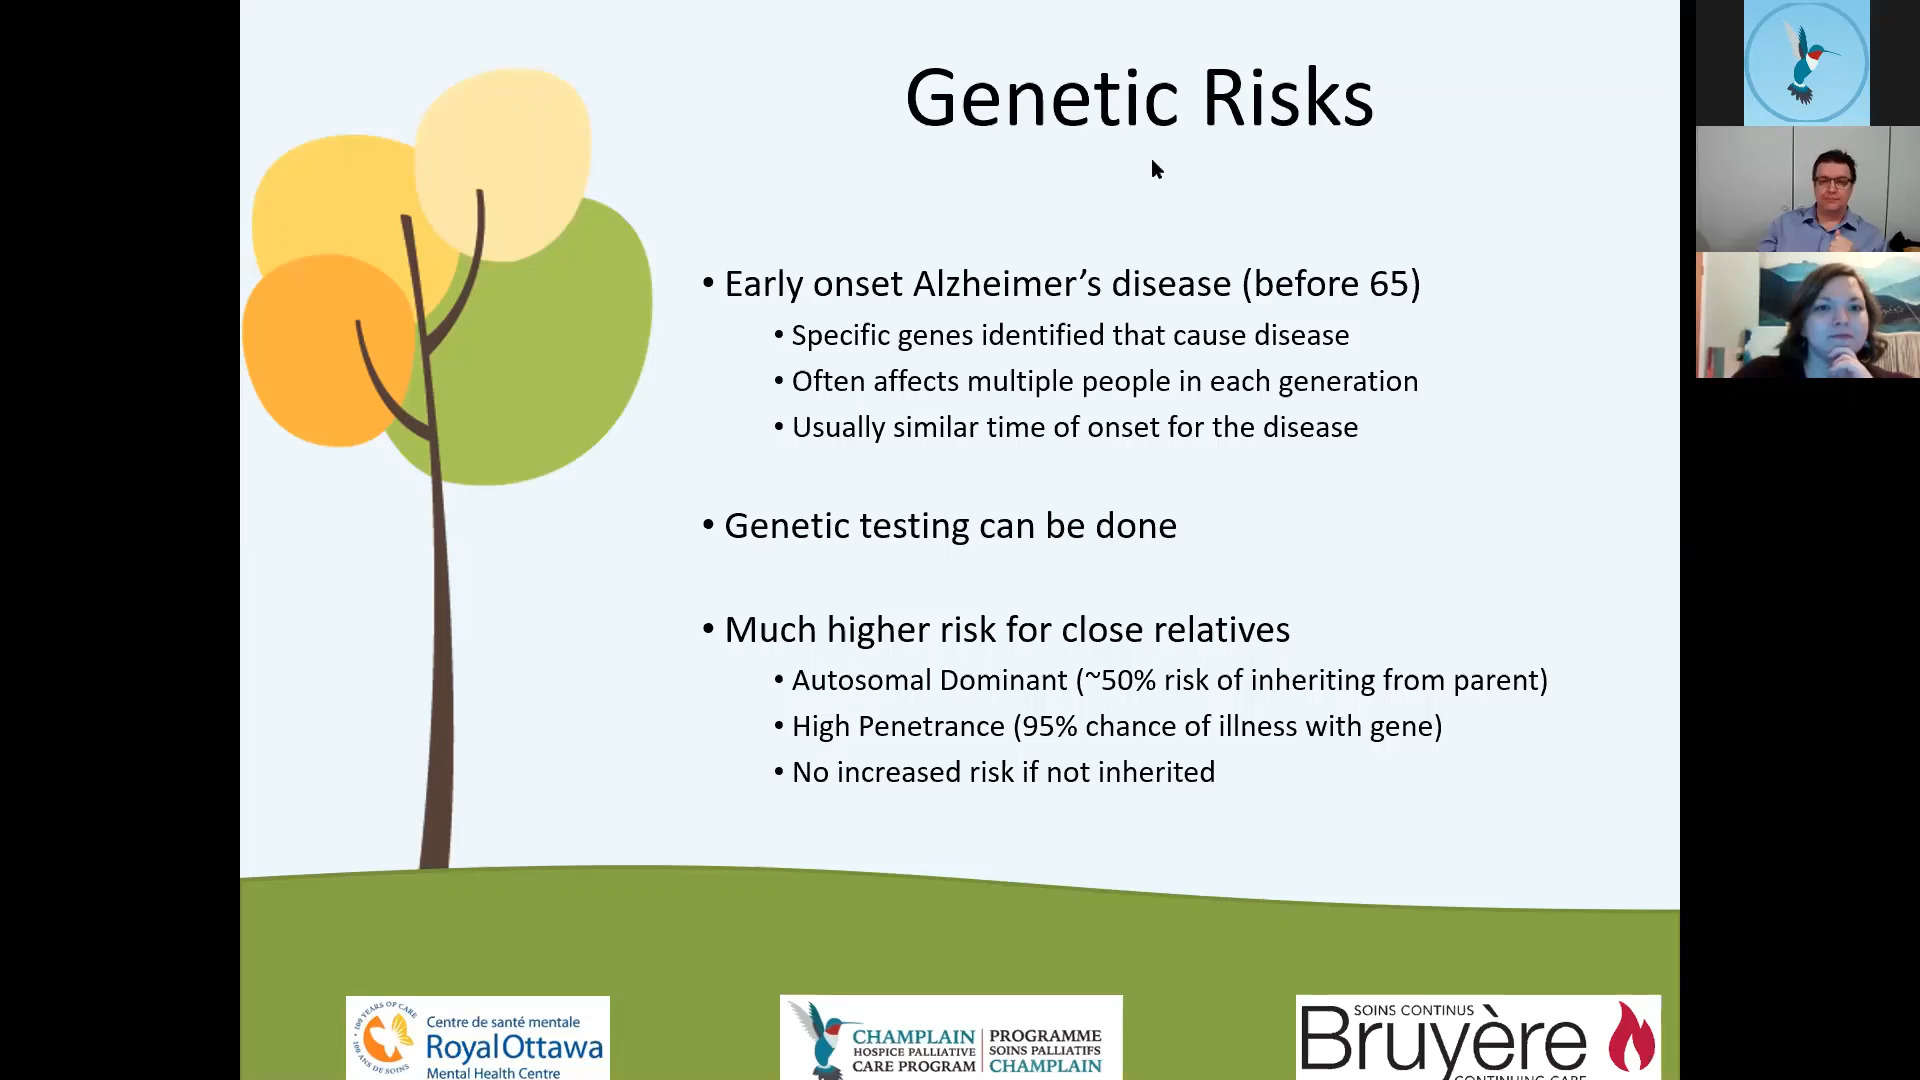 Genetic Risks
• Early onset Alzheimer’s disease (before 65)
• Specific genes identified that cause disease
• Often affects multiple people in each generation
• Usually similar time of onset for the disease
• Genetic testing can be done
• Much higher risk for close relatives
• Autosomal Dominant (~50% risk of inheriting from parent)
• High Penetrance (95% chance of illness with gene)
• No increased risk if not inherited
• 100 YEARS OF CARE •
100 ANS DE SOINS
Centre de santé mentale
RoyalOttawa
Mental Health Centre
CHAMPLAIN
HOSPICE PALLIATIVE
CARE PROGRAM
PROGRAMME
SOINS PALLIATIFS
CHAMPLAIN
SOINS CONTINUS
Bruyère
CONTINUING CARE